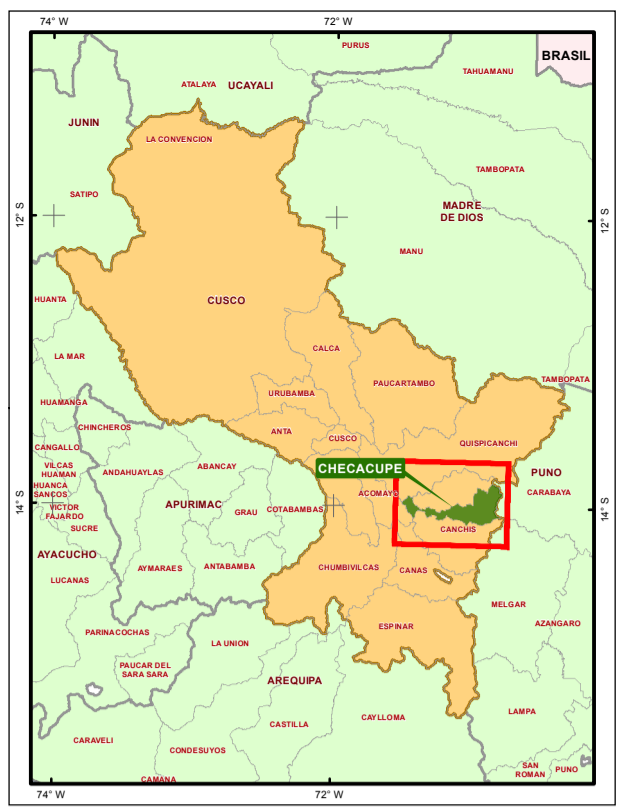 74° W
72° W
PURUS
BRASIL
TAHUAMANU
ATALAYA
UCAYALI
JUNIN
LA CONVENCION
TAMBOPATA
SATIPO
MADRE
DE DIOS
12° S
12° S
MANU
HUANTA
CUSCO
LA MAR
CALCA
PAUCARTAMBO
TAMBOPATA
URUBAMBA
HUAMANGA
CHINCHEROS
ANTA
CUSCO
QUISPICANCHI
CANGALLO
VILCAS
HUAMAN
ANDAHUAYLAS
ABANCAY
CHECACUPE
PUNO
HUANCA
SANCOS
ACOMAYO
CARABAYA
14° S
14° S
VICTOR
FAJARDO
APURIMAC
GRAU
COTABAMBAS
SUCRE
CANCHIS
AYACUCHO
LUCANAS
AYMARAES
ANTABAMBA
CHUMBIVILCAS
CANAS
MELGAR
AZANGARO
PARINACOCHAS
LA UNION
ESPINAR
PAUCAR DEL
SARA SARA
AREQUIPA
CAYLLOMA
LAMPA
CASTILLA
CARAVELI
CONDESUYOS
SAN
ROMAN
PUNO
CAMANA
74° W
72° W